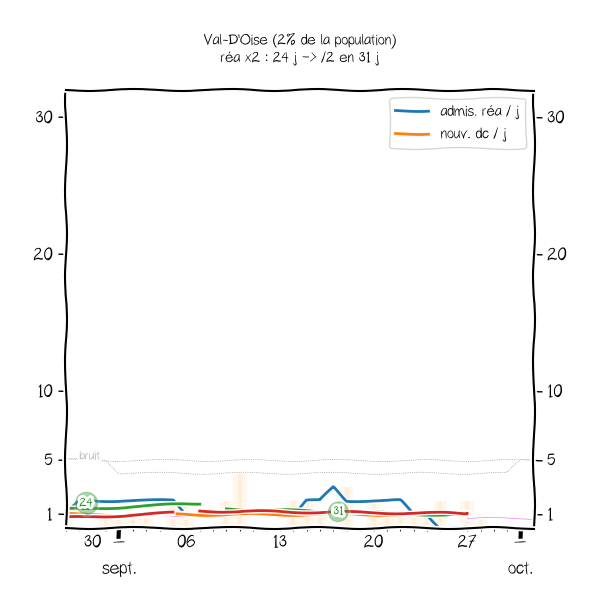 Val-D'Oise (2% de la population)
réa x2 : 24 j -> /2 en 31 j
admis. réa / j
nouv. dc / j
30 30
20 20
10 10
5 bruit 5
24
31
1 1
30 06 13 20 27
sept. oct.